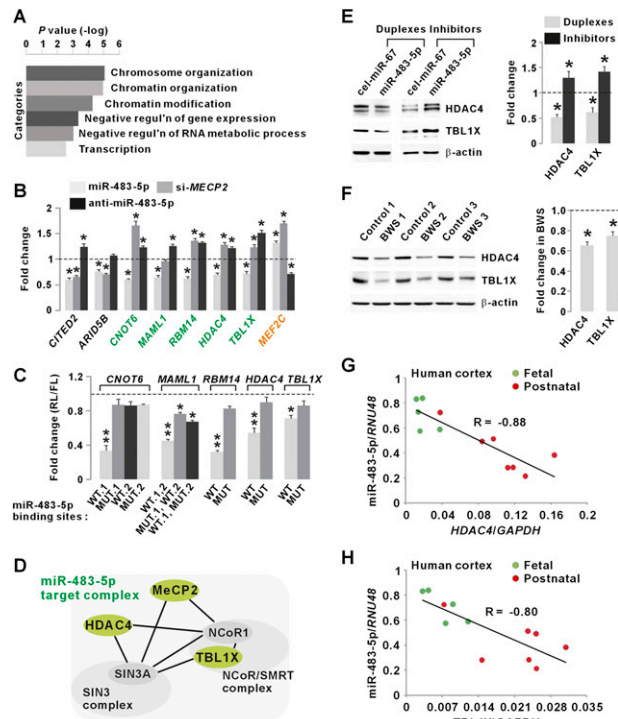 A
P value (-log)
0 1 2 3 4 5 6
Categories
Chromosome organization
Chromatin organization
Chromatin modification
Negative regul'n of gene expression
Negative regul'n of RNA metabolic process
Transcription
B
miR-483-5p
si-MECP2
anti-miR-483-5p
Fold change
2
1.5
1
0.5
0
CITED2
ARID5B
CNOT6
MAML1
RBM14
HDAC4
TBL1X
MEF2C
C
CNOT6 MAML1 RBM14 HDAC4 TBL1X
Fold change (RL/FL)
1.2
0.8
0.4
0
WT.1
MUT.1
WT.2
MUT.2
WT.1,2
MUT.1, WT.2
WT.1, MUT.2
WT
MUT
WT
MUT
WT
MUT
miR-483-5p
binding sites :
D
miR-483-5p
target complex
MeCP2
HDAC4
NCoR1
TBL1X
SIN3A
NCoR/SMRT
complex
SIN3
complex
E
Duplexes Inhibitors
cel-miR-67
miR-483-5p
cel-miR-67
miR-483-5p
HDAC4
TBL1X
β-actin
Duplexes
Inhibitors
Fold change
2
1.5
1
0.5
0
HDAC4
TBL1X
F
Control 1
BWS 1
Control 2
BWS 2
Control 3
BWS 3
HDAC4
TBL1X
β-actin
Fold change in BWS
1
0.8
0.6
0.4
0.2
0
HDAC4
TBL1X
G
Human cortex
Fetal
Postnatal
R = -0.88
miR-483-5p/RNU48
1
0.8
0.6
0.4
0.2
0
0 0.04 0.08 0.12 0.16 0.2
HDAC4/GAPDH
H
Human cortex
Fetal
Postnatal
R = -0.80
miR-483-5p/RNU48
1
0.8
0.6
0.4
0.2
0
0 0.007 0.014 0.021 0.028 0.035